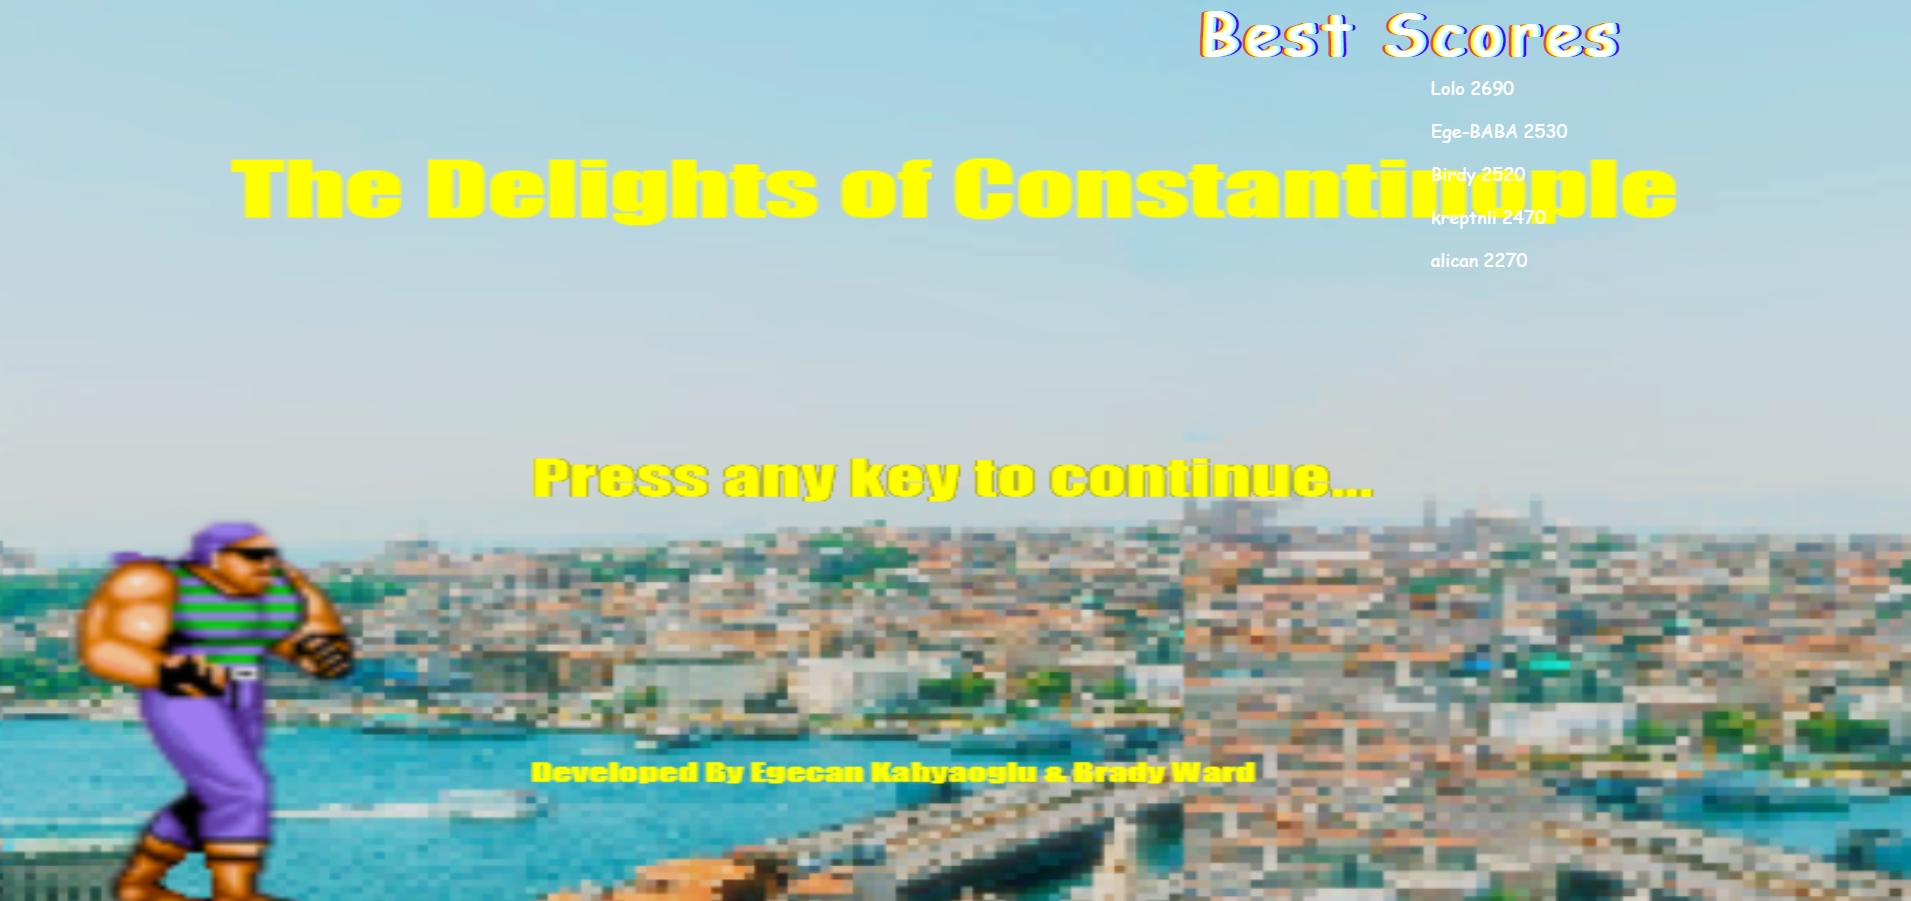 Best Scores
Lolo 2690
Ege-BABA 2530
The Delights of Constantinople
Birdy 2520
kreptnli 2470
alican 2270
Press any key to continue...
Developed By Egecan Kahyaoglu & Brady Ward